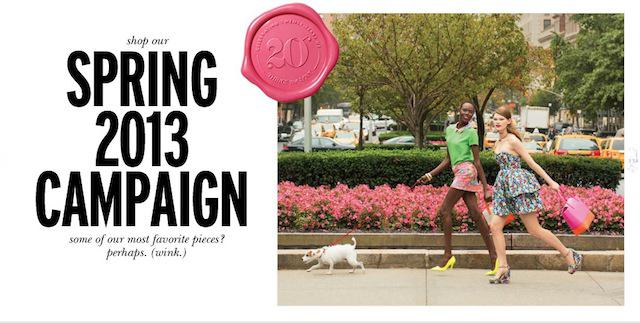 shop our
SPRING
2013
CAMPAIGN
some of our most favorite pieces?
perhaps. (wink.)
20